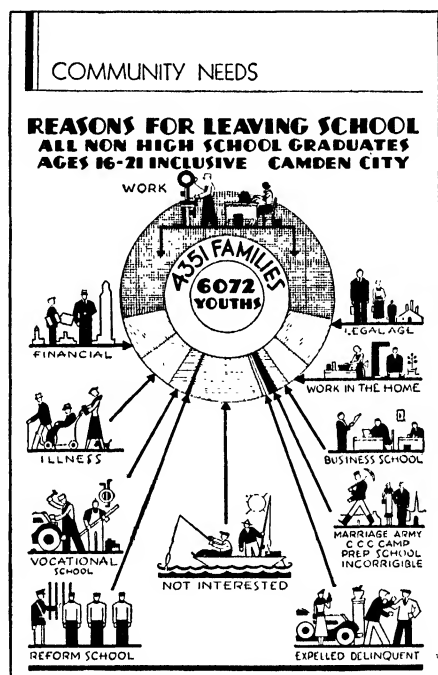 COMMUNITY NEEDS
REASONS FOR LEAVING SCHOOL
ALL NON HIGH SCHOOL GRADUATES
AGES 16-21 INCLUSIVE CAMDEN CITY
WORK
4351 FAMILIES
6072
YOUTHS
FINANCIAL
LEGAL AGE
WORK IN THE HOME
ILLNESS
BUSINESS SCHOOL
VOCATIONAL
SCHOOL
NOT INTERESTED
MARRIAGE ARMY
C C C CAMP
PREP SCHOOL
INCORRIGIBLE
REFORM SCHOOL
EXPELLED DELINQUENT